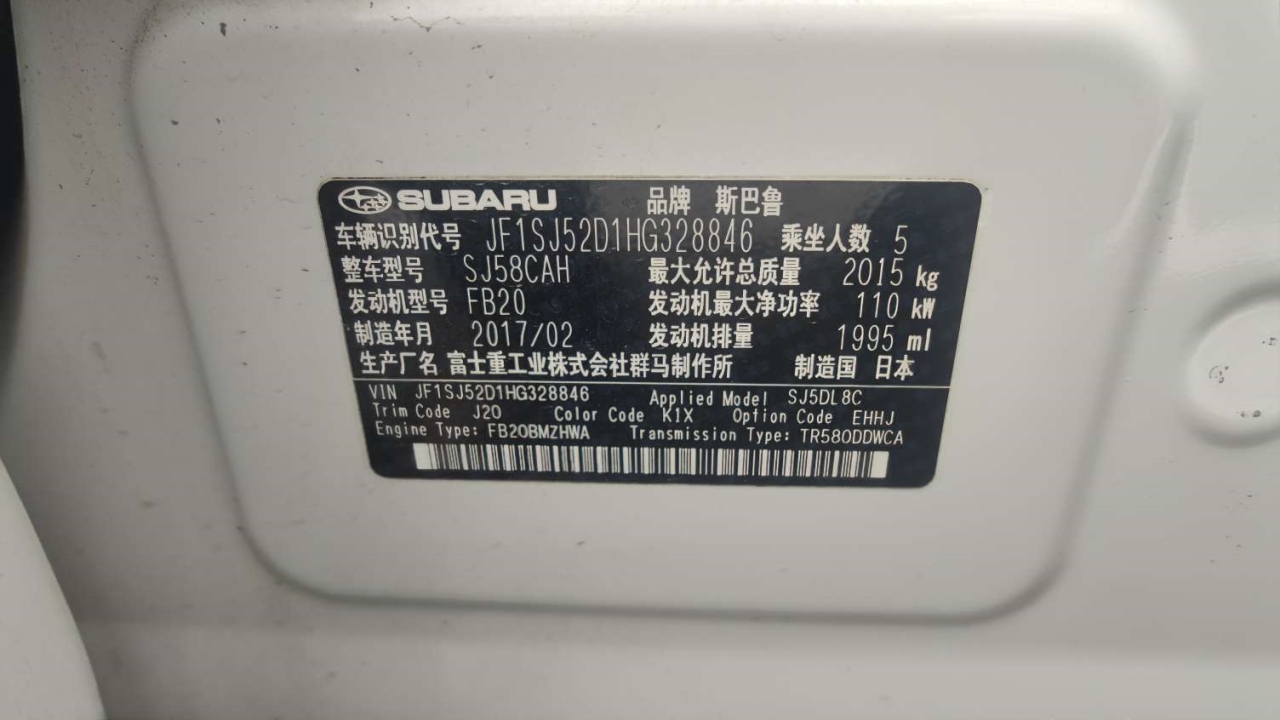 SUBARU 品牌 斯巴鲁
车辆识别代号 JF1SJ52D1HG328846 乘坐人数 5
整车型号 SJ58CAH 最大允许总质量 2015 kg
发动机型号 FB20 发动机最大净功率 110 kW
制造年月 2017/02 发动机排量 1995 ml
生产厂名 富士重工业株式会社群马制作所 制造国 日本
VIN JF1SJ52D1HG328846 Applied Model SJ5DL8C
Trim Code J20 Color Code K1X Option Code EHHJ
Engine Type: FB20BMZHWA Transmission Type: TR580DDWCA